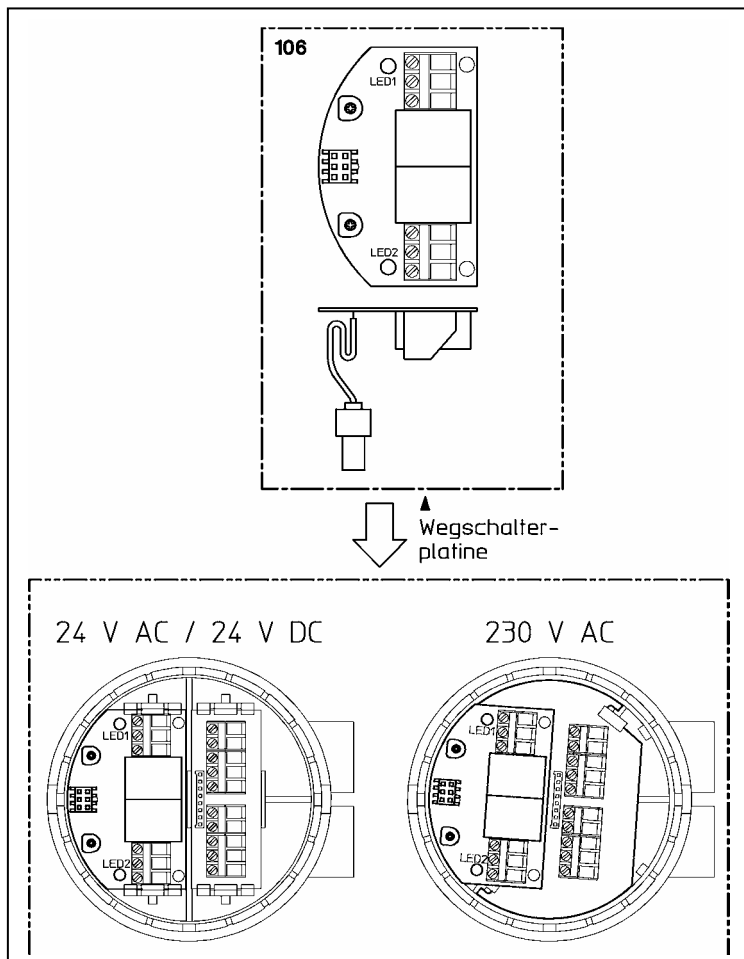 106
LED1
LED2
Wegschalter-
platine
24 V AC / 24 V DC
230 V AC
LED1
LED2
LED1
LED2